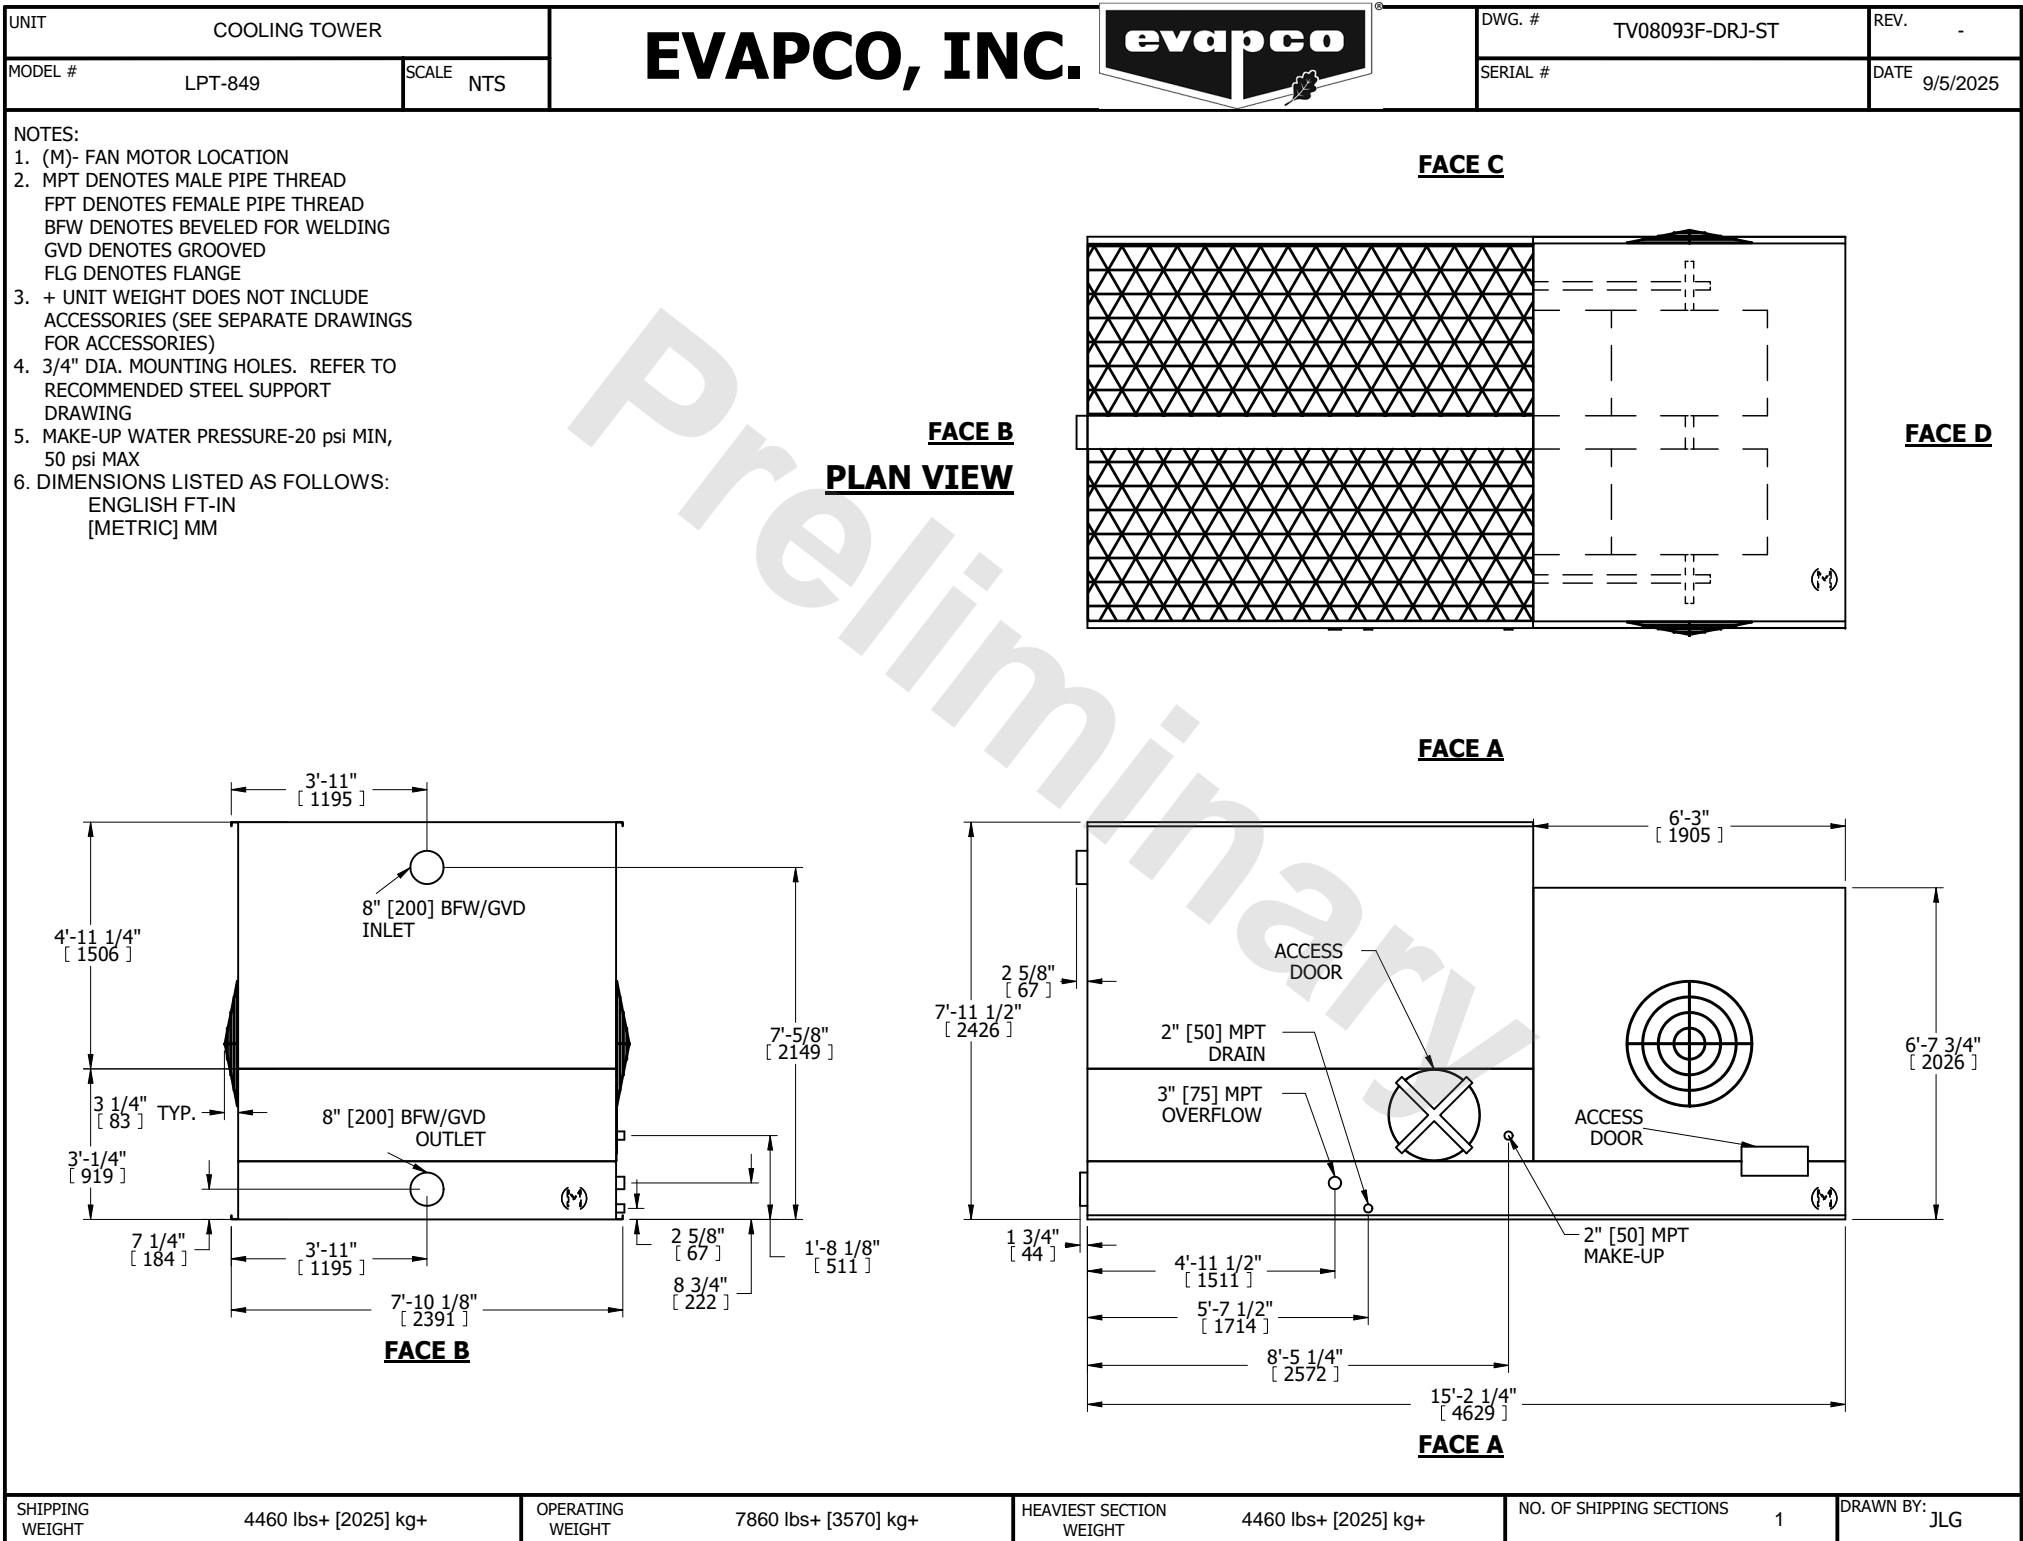 UNIT
COOLING TOWER
MODEL #
LPT-849
SCALE
NTS
EVAPCO, INC.
evapco
®
DWG. #
TV08093F-DRJ-ST
REV.
-
SERIAL #
DATE
9/5/2025
NOTES:
1. (M)- FAN MOTOR LOCATION
2. MPT DENOTES MALE PIPE THREAD
FPT DENOTES FEMALE PIPE THREAD
BFW DENOTES BEVELED FOR WELDING
GVD DENOTES GROOVED
FLG DENOTES FLANGE
3. + UNIT WEIGHT DOES NOT INCLUDE
ACCESSORIES (SEE SEPARATE DRAWINGS
FOR ACCESSORIES)
4. 3/4" DIA. MOUNTING HOLES. REFER TO
RECOMMENDED STEEL SUPPORT
DRAWING
5. MAKE-UP WATER PRESSURE-20 psi MIN,
50 psi MAX
6. DIMENSIONS LISTED AS FOLLOWS:
ENGLISH FT-IN
[METRIC] MM
Preliminary
FACE C
FACE B
PLAN VIEW
FACE D
(M)
FACE A
3'-11"
[ 1195 ]
8" [200] BFW/GVD
INLET
4'-11 1/4"
[ 1506 ]
7'-5/8"
[ 2149 ]
3 1/4"
[ 83 ]
TYP.
8" [200] BFW/GVD
OUTLET
3'-1/4"
[ 919 ]
(M)
7 1/4"
[ 184 ]
3'-11"
[ 1195 ]
2 5/8"
[ 67 ]
1'-8 1/8"
[ 511 ]
8 3/4"
[ 222 ]
7'-10 1/8"
[ 2391 ]
FACE B
6'-3"
[ 1905 ]
ACCESS
DOOR
2 5/8"
[ 67 ]
7'-11 1/2"
[ 2426 ]
2" [50] MPT
DRAIN
6'-7 3/4"
[ 2026 ]
3" [75] MPT
OVERFLOW
ACCESS
DOOR
(M)
1 3/4"
[ 44 ]
2" [50] MPT
MAKE-UP
4'-11 1/2"
[ 1511 ]
5'-7 1/2"
[ 1714 ]
8'-5 1/4"
[ 2572 ]
15'-2 1/4"
[ 4629 ]
FACE A
SHIPPING
WEIGHT
4460 lbs+ [2025] kg+
OPERATING
WEIGHT
7860 lbs+ [3570] kg+
HEAVIEST SECTION
WEIGHT
4460 lbs+ [2025] kg+
NO. OF SHIPPING SECTIONS
1
DRAWN BY:
JLG